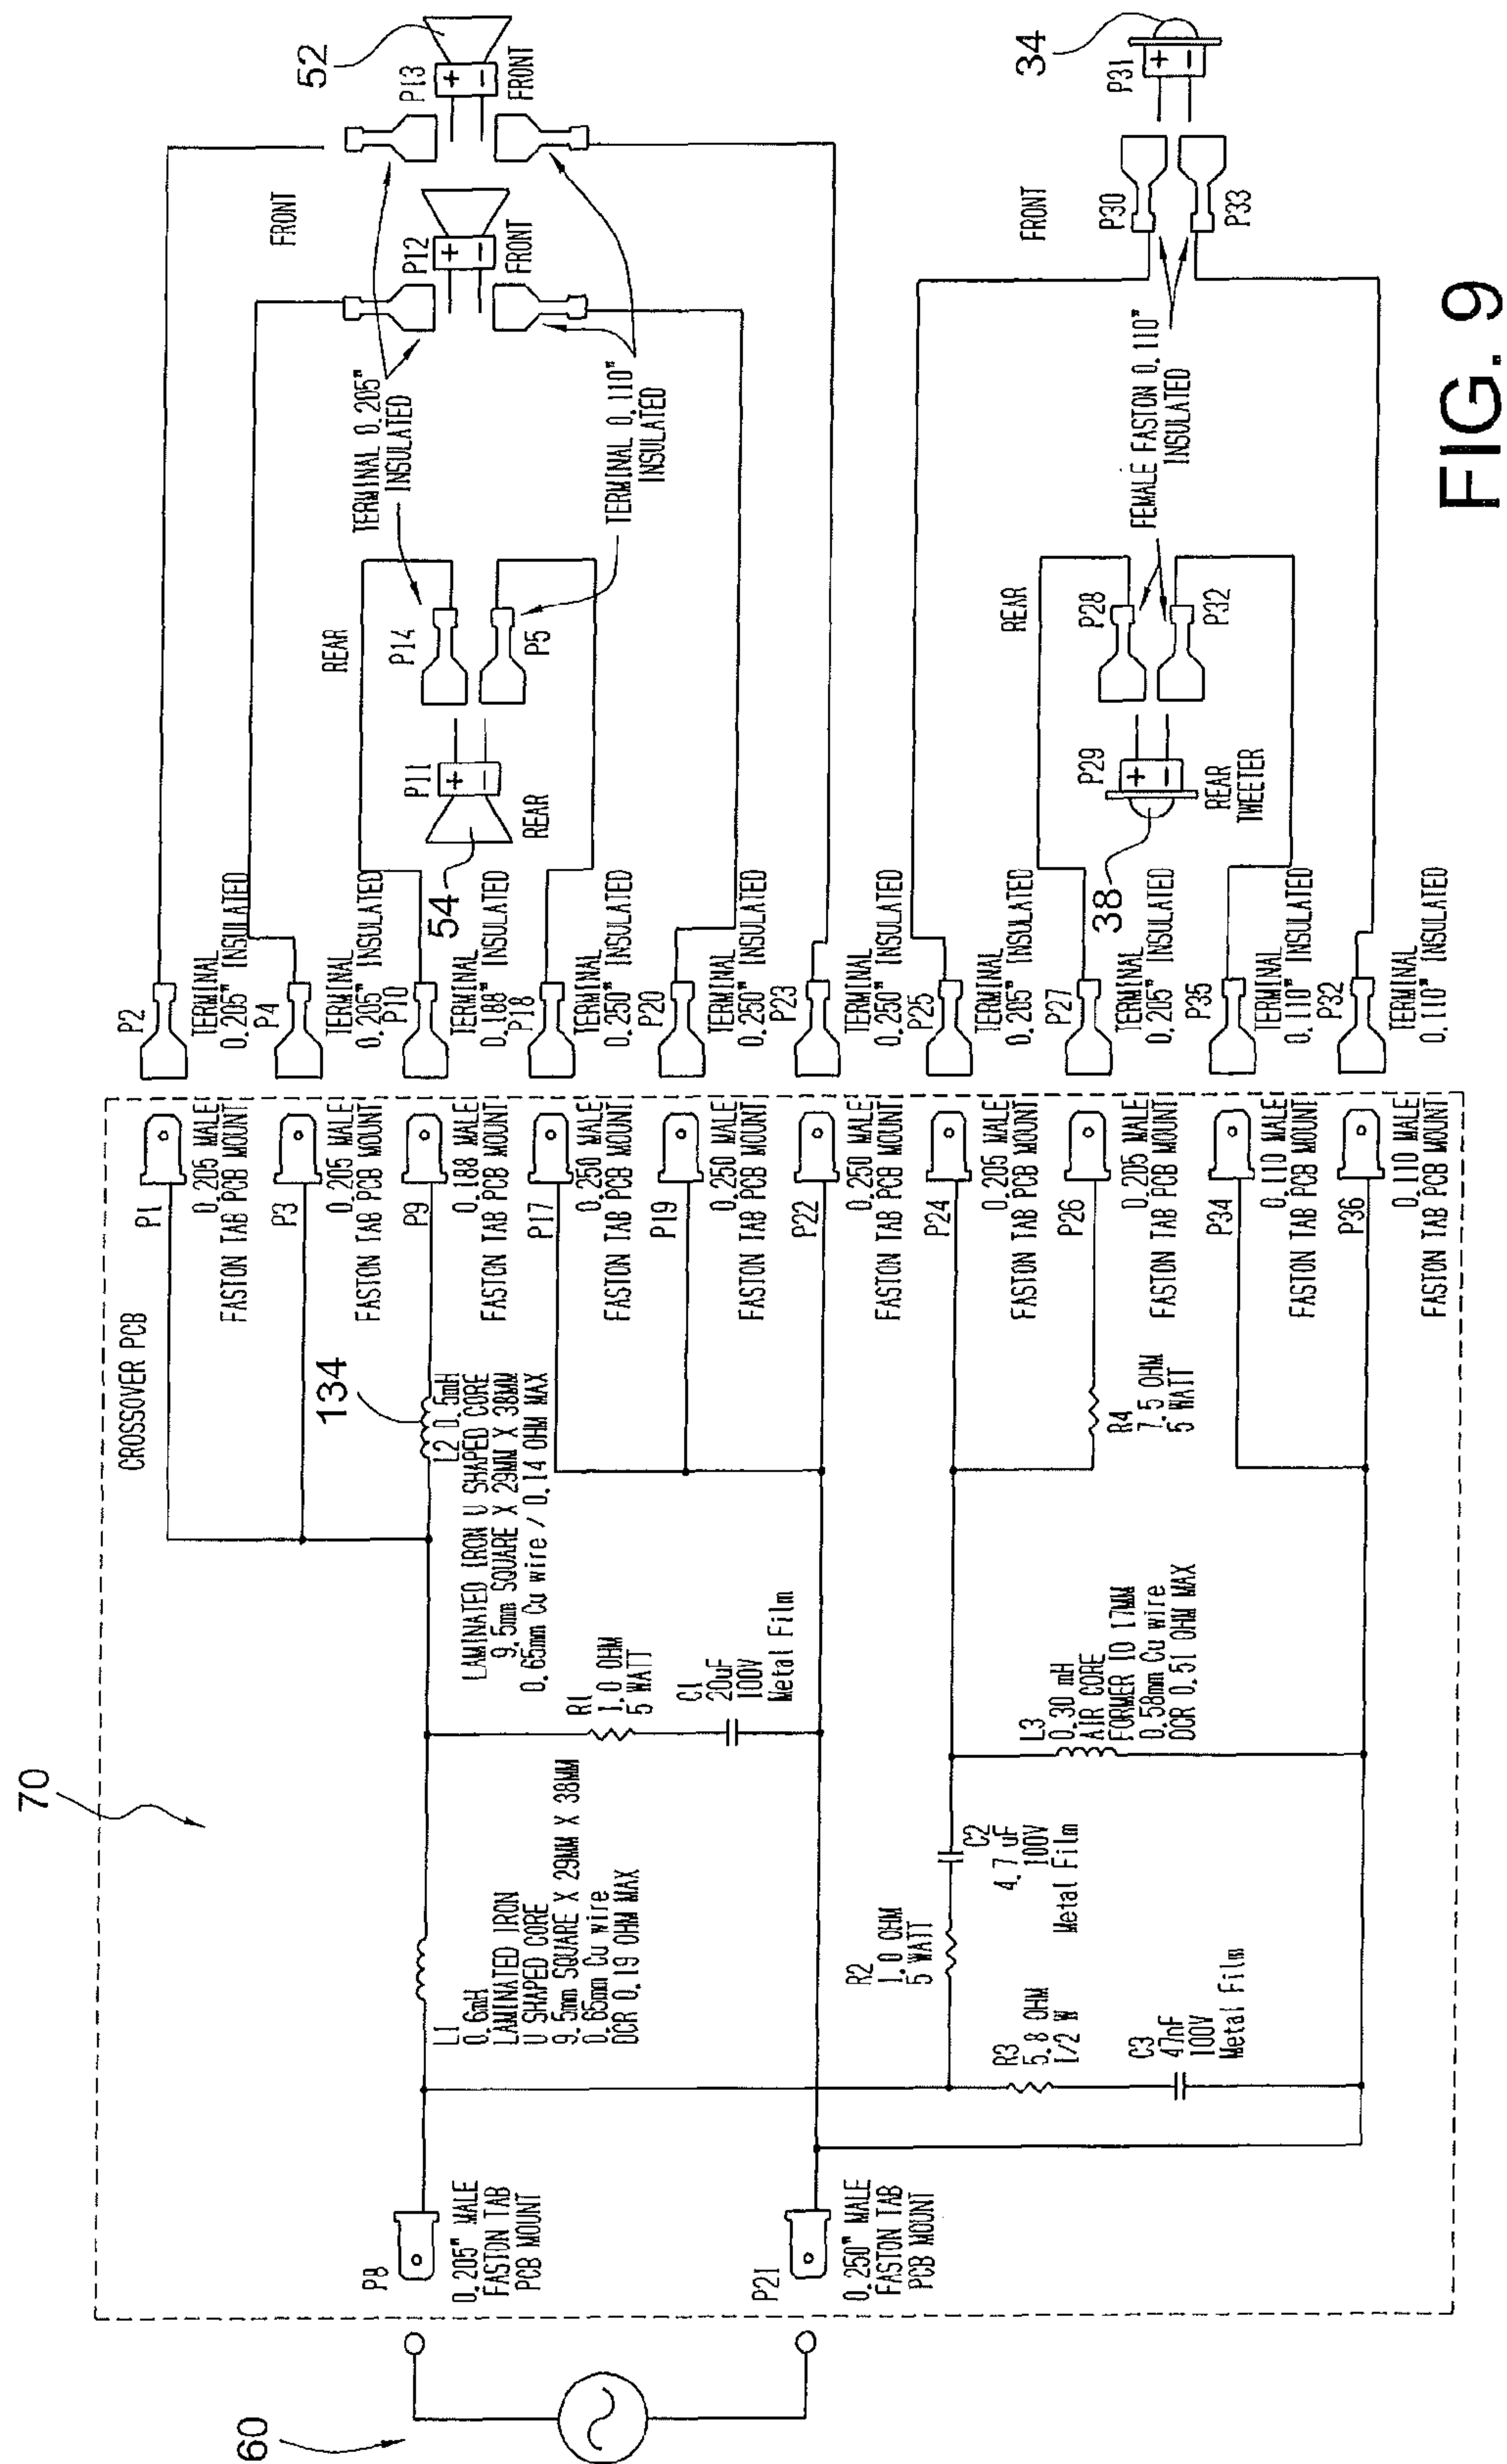 70
60
CROSSOVER PCB
P8
0.205" MALE
FASTON TAB
PCB MOUNT
P21
0.250" MALE
FASTON TAB
PCB MOUNT
L1
0.6mH
LAMINATED IRON
U SHAPED CORE
9.5mm SQUARE X 29MM X 38MM
0.65mm Cu wire
DCR 0.19 OHM MAX
R1
1.0 OHM
5 WATT
C1
20uF
100V
Metal Film
134
L2 0.5mH
LAMINATED IRON U SHAPED CORE
9.5mm SQUARE X 29MM X 38MM
0.65mm Cu wire / 0.14 OHM MAX
R2
1.0 OHM
5 WATT
C2
4.7 uF
100V
Metal Film
R3
5.8 OHM
1/2 W
C3
47nF
100V
Metal Film
L3
0.30 mH
AIR CORE
FORMER ID 17MM
0.58mm Cu wire
DCR 0.51 OHM MAX
R4
7.5 OHM
5 WATT
P1
0.205 MALE
FASTON TAB PCB MOUNT
P3
0.205 MALE
FASTON TAB PCB MOUNT
P9
0.188 MALE
FASTON TAB PCB MOUNT
P17
0.250 MALE
FASTON TAB PCB MOUNT
P19
0.250 MALE
FASTON TAB PCB MOUNT
P22
0.250 MALE
FASTON TAB PCB MOUNT
P24
0.205 MALE
FASTON TAB PCB MOUNT
P26
0.205 MALE
FASTON TAB PCB MOUNT
P34
0.110 MALE
FASTON TAB PCB MOUNT
P36
0.110 MALE
FASTON TAB PCB MOUNT
P2
TERMINAL
0.205" INSULATED
P4
TERMINAL
0.205" INSULATED
P10
TERMINAL
0.188" INSULATED
P18
TERMINAL
0.250" INSULATED
P20
TERMINAL
0.250" INSULATED
P23
TERMINAL
0.250" INSULATED
P25
TERMINAL
0.205" INSULATED
P27
TERMINAL
0.205" INSULATED
P35
TERMINAL
0.110" INSULATED
P32
TERMINAL
0.110" INSULATED
REAR
P11
+
-
REAR
54
P14
P5
TERMINAL 0.205"
INSULATED
TERMINAL 0.110"
INSULATED
FRONT
P12
+
-
FRONT
P13
+
-
FRONT
52
REAR
P29
+
-
REAR
TWEETER
38
P28
P32
FEMALE FASTON 0.110"
INSULATED
FRONT
P30
P33
P31
+
-
34
FIG. 9